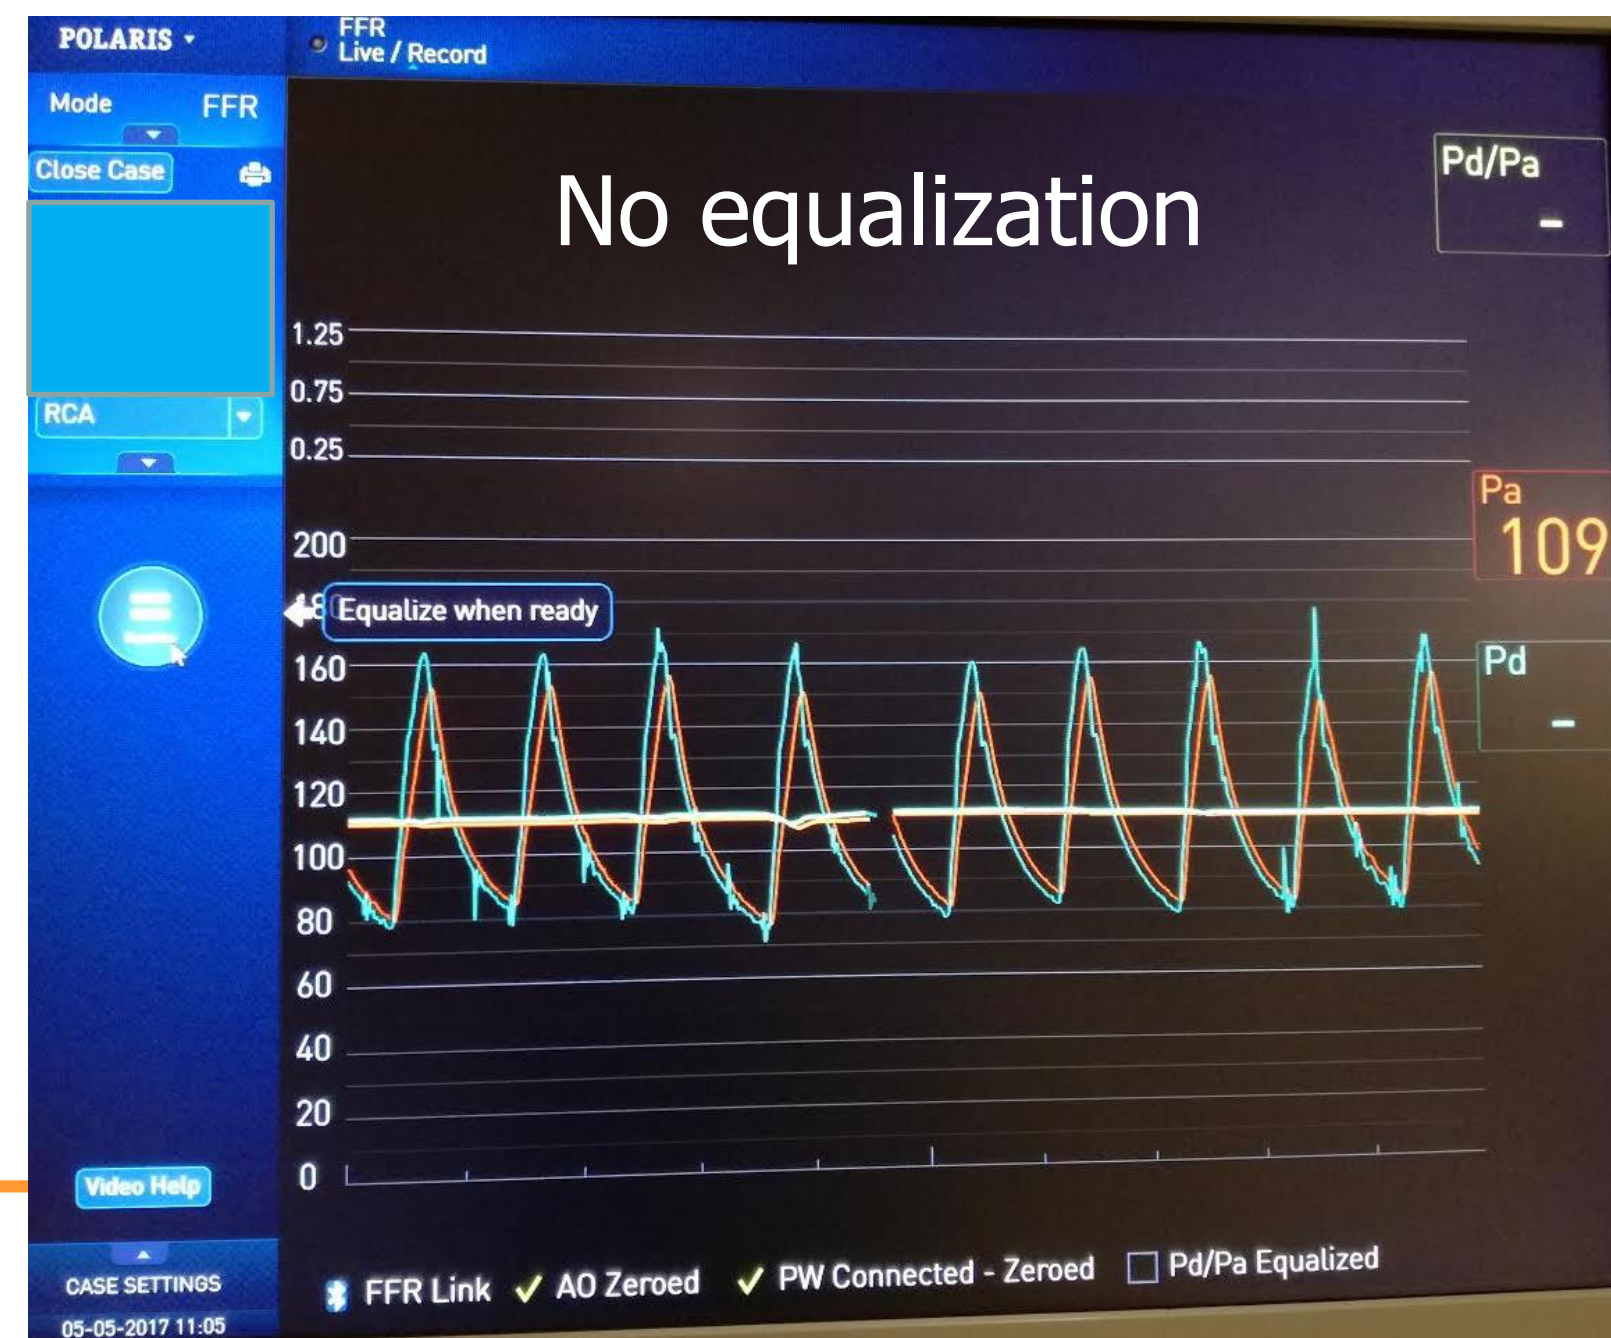 POLARIS
FFR
Live / Record
Mode FFR
Close Case
No equalization
Pd/Pa
-
1.25
0.75
0.25
RCA
Pa
109
200
180
Equalize when ready
160
Pd
-
140
120
100
80
60
40
20
0
Video Help
CASE SETTINGS
05-05-2017 11:05
FFR Link
AO Zeroed
PW Connected - Zeroed
Pd/Pa Equalized